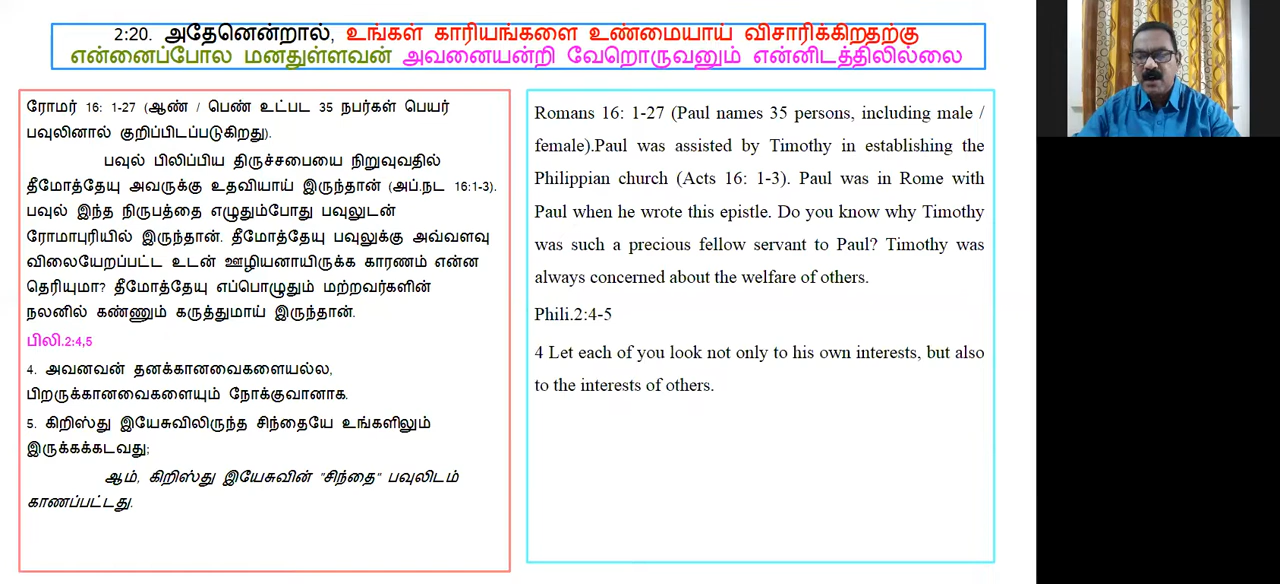 2:20. அதேனென்றால், உங்கள் காரியங்களை உண்மையாய் விசாரிக்கிறதற்கு
என்னைப்போல மனதுள்ளவன் அவனையன்றி வேறொருவனும் என்னிடத்திலில்லை
ரோமர் 16: 1-27 (ஆண் / பெண் உட்பட 35 நபர்கள் பெயர்
பவுலினால் குறிப்பிடப்படுகிறது).
பவுல் பிலிப்பிய திருச்சபையை நிறுவுவதில்
தீமோத்தேயு அவருக்கு உதவியாய் இருந்தான் (அப்.நட 16:1-3).
பவுல் இந்த நிருபத்தை எழுதும்போது பவுலுடன்
ரோமாபுரியில் இருந்தான். தீமோத்தேயு பவுலுக்கு அவ்வளவு
விலையேறப்பட்ட உடன் ஊழியனாயிருக்க காரணம் என்ன
தெரியுமா? தீமோத்தேயு எப்பொழுதும் மற்றவர்களின்
நலனில் கண்ணும் கருத்துமாய் இருந்தான்.
பிலி.2:4,5
4. அவனவன் தனக்கானவைகளையல்ல,
பிறருக்கானவைகளையும் நோக்குவானாக.
5. கிறிஸ்து இயேசுவிலிருந்த சிந்தையே உங்களிலும்
இருக்கக்கடவது;
ஆம், கிறிஸ்து இயேசுவின் "சிந்தை" பவுலிடம்
காணப்பட்டது.
Romans 16: 1-27 (Paul names 35 persons, including male /
female).Paul was assisted by Timothy in establishing the
Philippian church (Acts 16: 1-3). Paul was in Rome with
Paul when he wrote this epistle. Do you know why Timothy
was such a precious fellow servant to Paul? Timothy was
always concerned about the welfare of others.
Phili.2:4-5
4 Let each of you look not only to his own interests, but also
to the interests of others.